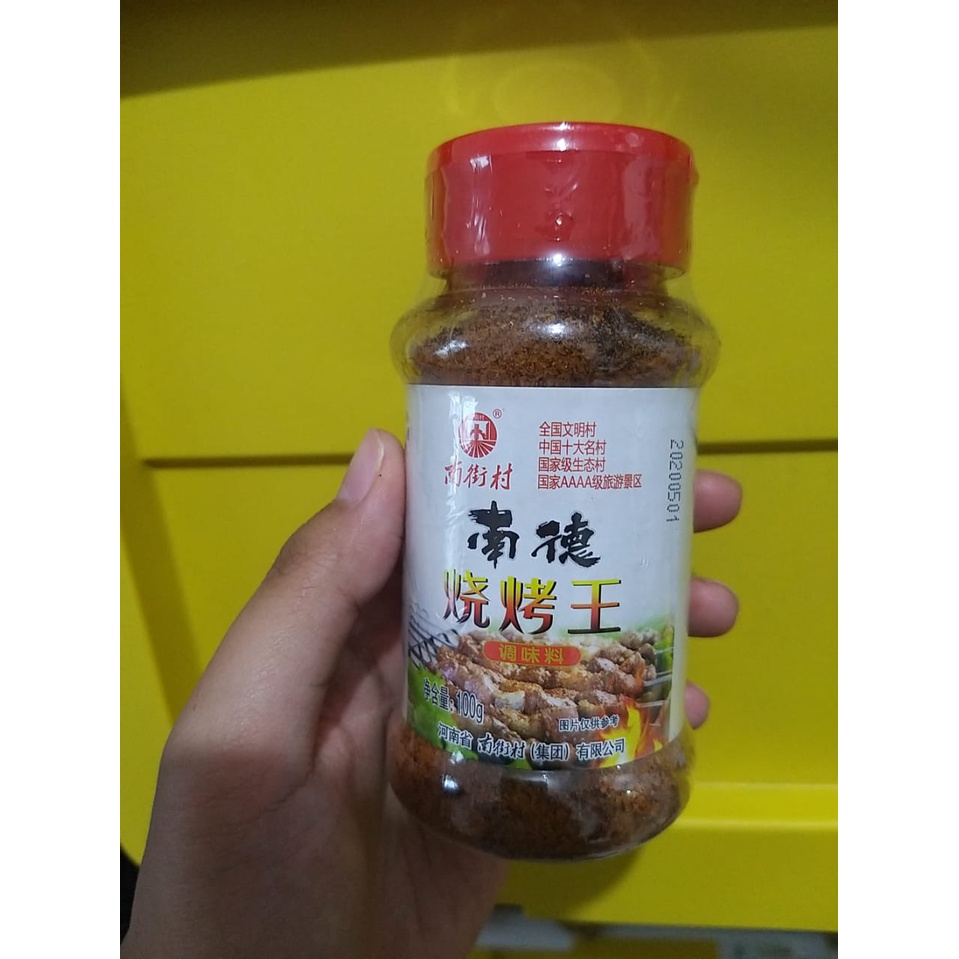 ®
南街村
全国文明村
中国十大名村
国家级生态村
国家AAAA级旅游景区
20200501
南德
烧烤王
调味料
净含量:100g
图片仅供参考
河南省 南街村(集团)有限公司